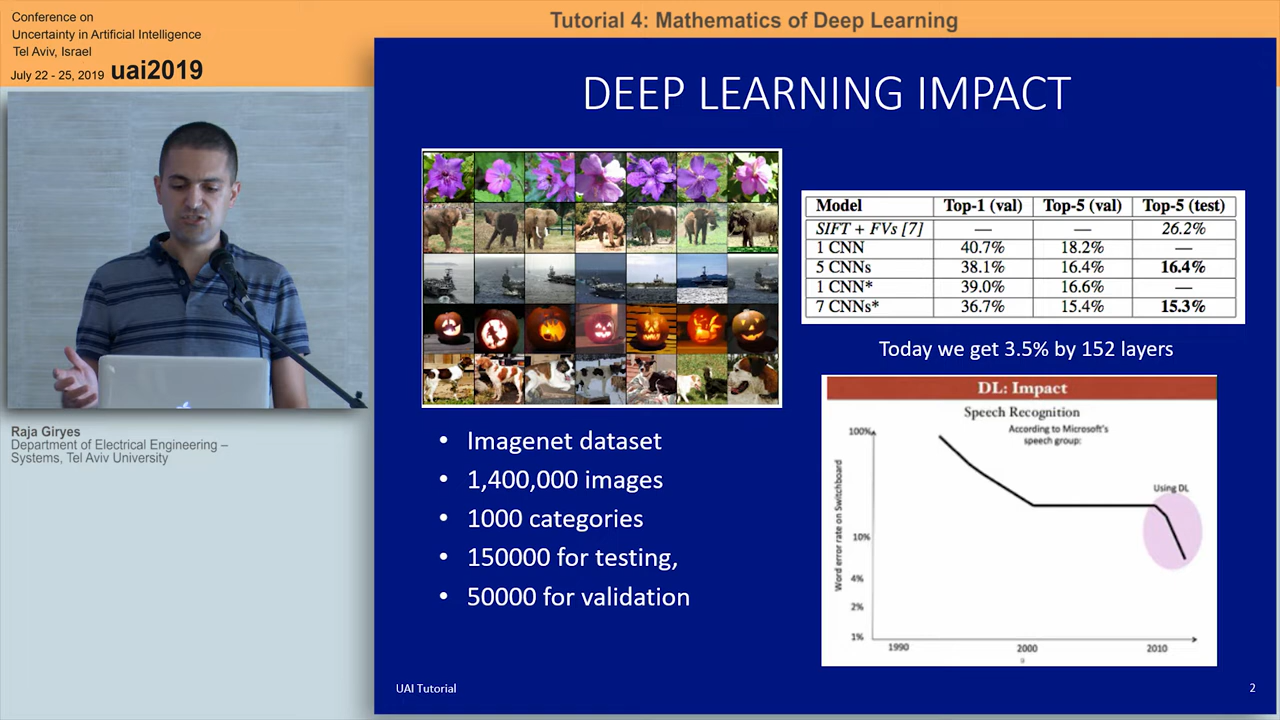 Conference on
Uncertainty in Artificial Intelligence
Tel Aviv, Israel
July 22 - 25, 2019 uai2019
Tutorial 4: Mathematics of Deep Learning
Raja Giryes
Department of Electrical Engineering –
Systems, Tel Aviv University
DEEP LEARNING IMPACT
• Imagenet dataset
• 1,400,000 images
• 1000 categories
• 150000 for testing,
• 50000 for validation
Model Top-1 (val) Top-5 (val) Top-5 (test)
SIFT + FVs [7] — — 26.2%
1 CNN 40.7% 18.2% —
5 CNNs 38.1% 16.4% 16.4%
1 CNN* 39.0% 16.6% —
7 CNNs* 36.7% 15.4% 15.3%
Today we get 3.5% by 152 layers
DL: Impact
Speech Recognition
According to Microsoft's
speech group:
Word error rate on Switchboard
100%
10%
4%
2%
1%
Using DL
1990 2000 2010
UAI Tutorial 2